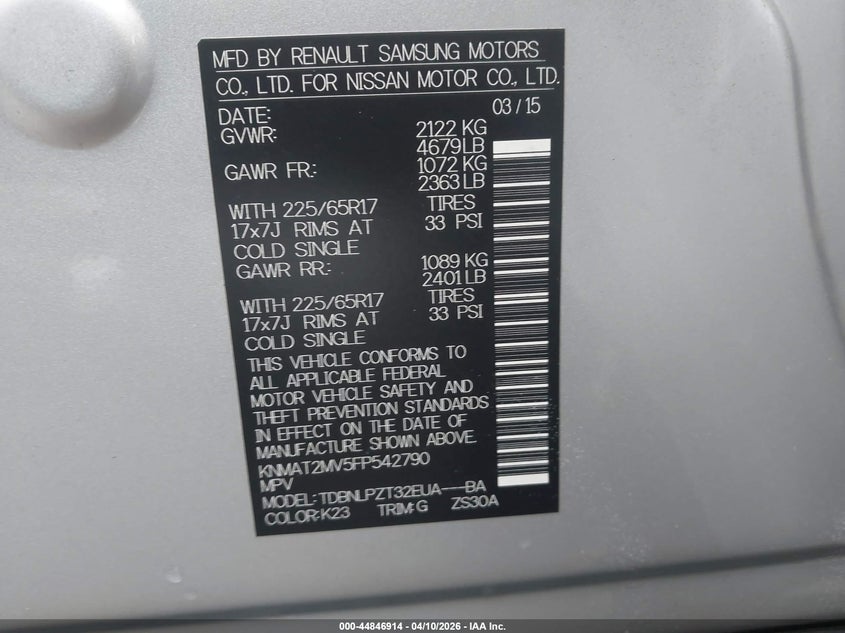 MFD BY RENAULT SAMSUNG MOTORS
CO., LTD. FOR NISSAN MOTOR CO., LTD.
DATE: 03 / 15
GVWR: 2122 KG
4679 LB
GAWR FR: 1072 KG
2363 LB
WITH 225/65R17 TIRES
17x7J RIMS AT 33 PSI
COLD SINGLE
GAWR RR: 1089 KG
2401 LB
WITH 225/65R17 TIRES
17x7J RIMS AT 33 PSI
COLD SINGLE
THIS VEHICLE CONFORMS TO
ALL APPLICABLE FEDERAL
MOTOR VEHICLE SAFETY AND
THEFT PREVENTION STANDARDS
IN EFFECT ON THE DATE OF
MANUFACTURE SHOWN ABOVE.
KNMAT2MV5FP542790
MPV
MODEL: TDBNLPZT32EUA---BA
COLOR:K23 TRIM:G ZS30A
000-44846914 - 04/10/2026 - IAA Inc.